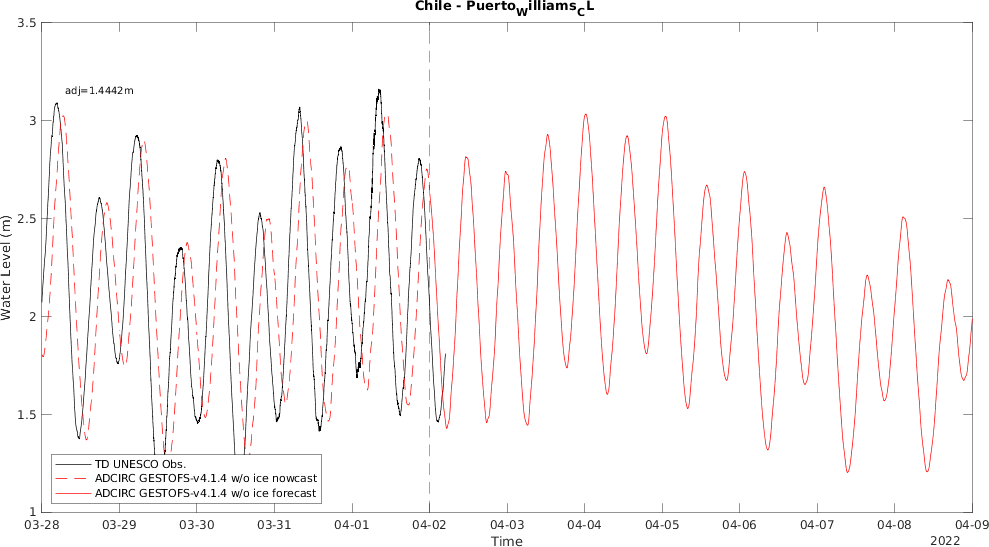 Chile - PuertoWilliamsCL
3.5
adj=1.4442m
3
2.5
2
1.5
1
Water Level (m)
TD UNESCO Obs.
ADCIRC GESTOFS-v4.1.4 w/o ice nowcast
ADCIRC GESTOFS-v4.1.4 w/o ice forecast
03-28 03-29 03-30 03-31 04-01 04-02 04-03 04-04 04-05 04-06 04-07 04-08 04-09
Time
2022